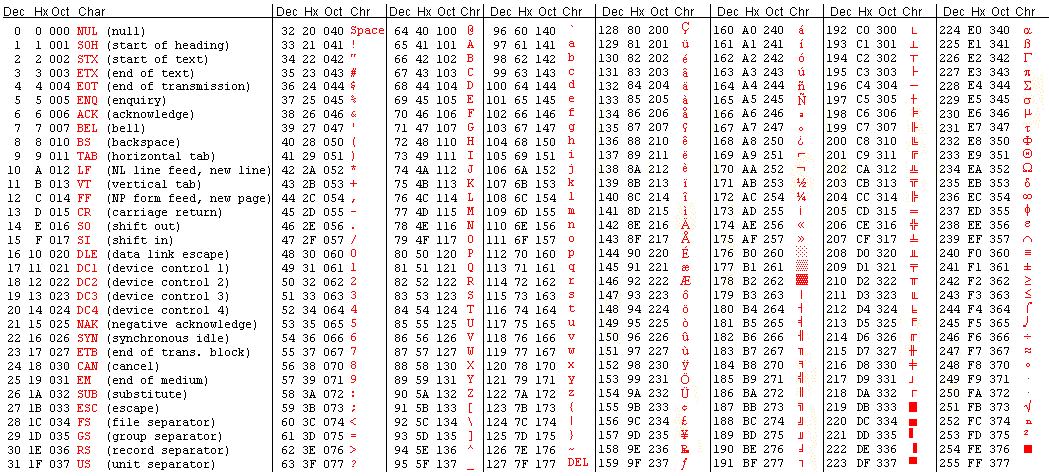 Dec Hx Oct Char Dec Hx Oct Chr Dec Hx Oct Chr Dec Hx Oct Chr Dec Hx Oct Chr Dec Hx Oct Chr Dec Hx Oct Chr Dec Hx Oct Chr
0 0 000 NUL (null) 32 20 040 Space 64 40 100 @ 96 60 140 ` 128 80 200 Ç 160 A0 240 á 192 C0 300 └ 224 E0 340 α
1 1 001 SOH (start of heading) 33 21 041 ! 65 41 101 A 97 61 141 a 129 81 201 ü 161 A1 241 í 193 C1 301 ┴ 225 E1 341 ß
2 2 002 STX (start of text) 34 22 042 " 66 42 102 B 98 62 142 b 130 82 202 é 162 A2 242 ó 194 C2 302 ┬ 226 E2 342 Γ
3 3 003 ETX (end of text) 35 23 043 # 67 43 103 C 99 63 143 c 131 83 203 â 163 A3 243 ú 195 C3 303 ├ 227 E3 343 π
4 4 004 EOT (end of transmission) 36 24 044 $ 68 44 104 D 100 64 144 d 132 84 204 ä 164 A4 244 ñ 196 C4 304 ─ 228 E4 344 Σ
5 5 005 ENQ (enquiry) 37 25 045 % 69 45 105 E 101 65 145 e 133 85 205 à 165 A5 245 Ñ 197 C5 305 ┼ 229 E5 345 σ
6 6 006 ACK (acknowledge) 38 26 046 & 70 46 106 F 102 66 146 f 134 86 206 å 166 A6 246 ª 198 C6 306 ╞ 230 E6 346 µ
7 7 007 BEL (bell) 39 27 047 ' 71 47 107 G 103 67 147 g 135 87 207 ç 167 A7 247 º 199 C7 307 ╟ 231 E7 347 τ
8 8 010 BS (backspace) 40 28 050 ( 72 48 110 H 104 68 150 h 136 88 210 ê 168 A8 250 ¿ 200 C8 310 ╚ 232 E8 350 Φ
9 9 011 TAB (horizontal tab) 41 29 051 ) 73 49 111 I 105 69 151 i 137 89 211 ë 169 A9 251 ⌐ 201 C9 311 ╔ 233 E9 351 Θ
10 A 012 LF (NL line feed, new line) 42 2A 052 * 74 4A 112 J 106 6A 152 j 138 8A 212 è 170 AA 252 ¬ 202 CA 312 ╩ 234 EA 352 Ω
11 B 013 VT (vertical tab) 43 2B 053 + 75 4B 113 K 107 6B 153 k 139 8B 213 ï 171 AB 253 ½ 203 CB 313 ╦ 235 EB 353 δ
12 C 014 FF (NP form feed, new page) 44 2C 054 , 76 4C 114 L 108 6C 154 l 140 8C 214 î 172 AC 254 ¼ 204 CC 314 ╠ 236 EC 354 ∞
13 D 015 CR (carriage return) 45 2D 055 - 77 4D 115 M 109 6D 155 m 141 8D 215 ì 173 AD 255 ¡ 205 CD 315 ═ 237 ED 355 φ
14 E 016 SO (shift out) 46 2E 056 . 78 4E 116 N 110 6E 156 n 142 8E 216 Ä 174 AE 256 « 206 CE 316 ╬ 238 EE 356 ε
15 F 017 SI (shift in) 47 2F 057 / 79 4F 117 O 111 6F 157 o 143 8F 217 Å 175 AF 257 » 207 CF 317 ╧ 239 EF 357 ∩
16 10 020 DLE (data link escape) 48 30 060 0 80 50 120 P 112 70 160 p 144 90 220 É 176 B0 260 ░ 208 D0 320 ╨ 240 F0 360 ≡
17 11 021 DC1 (device control 1) 49 31 061 1 81 51 121 Q 113 71 161 q 145 91 221 æ 177 B1 261 ▒ 209 D1 321 ╤ 241 F1 361 ±
18 12 022 DC2 (device control 2) 50 32 062 2 82 52 122 R 114 72 162 r 146 92 222 Æ 178 B2 262 ▓ 210 D2 322 ╥ 242 F2 362 ≥
19 13 023 DC3 (device control 3) 51 33 063 3 83 53 123 S 115 73 163 s 147 93 223 ô 179 B3 263 │ 211 D3 323 ╙ 243 F3 363 ≤
20 14 024 DC4 (device control 4) 52 34 064 4 84 54 124 T 116 74 164 t 148 94 224 ö 180 B4 264 ┤ 212 D4 324 ╘ 244 F4 364 ⌠
21 15 025 NAK (negative acknowledge) 53 35 065 5 85 55 125 U 117 75 165 u 149 95 225 ò 181 B5 265 ╡ 213 D5 325 ╒ 245 F5 365 ⌡
22 16 026 SYN (synchronous idle) 54 36 066 6 86 56 126 V 118 76 166 v 150 96 226 û 182 B6 266 ╢ 214 D6 326 ╓ 246 F6 366 ÷
23 17 027 ETB (end of trans. block) 55 37 067 7 87 57 127 W 119 77 167 w 151 97 227 ù 183 B7 267 ╖ 215 D7 327 ╫ 247 F7 367 ≈
24 18 030 CAN (cancel) 56 38 070 8 88 58 130 X 120 78 170 x 152 98 230 ÿ 184 B8 270 ╕ 216 D8 330 ╪ 248 F8 370 °
25 19 031 EM (end of medium) 57 39 071 9 89 59 131 Y 121 79 171 y 153 99 231 Ö 185 B9 271 ╣ 217 D9 331 ┘ 249 F9 371 ∙
26 1A 032 SUB (substitute) 58 3A 072 : 90 5A 132 Z 122 7A 172 z 154 9A 232 Ü 186 BA 272 ║ 218 DA 332 ┌ 250 FA 372 ·
27 1B 033 ESC (escape) 59 3B 073 ; 91 5B 133 [ 123 7B 173 { 155 9B 233 ¢ 187 BB 273 ╗ 219 DB 333 █ 251 FB 373 √
28 1C 034 FS (file separator) 60 3C 074 < 92 5C 134 \ 124 7C 174 | 156 9C 234 £ 188 BC 274 ╝ 220 DC 334 ▄ 252 FC 374 ⁿ
29 1D 035 GS (group separator) 61 3D 075 = 93 5D 135 ] 125 7D 175 } 157 9D 235 ¥ 189 BD 275 ╜ 221 DD 335 ▌ 253 FD 375 ²
30 1E 036 RS (record separator) 62 3E 076 > 94 5E 136 ^ 126 7E 176 ~ 158 9E 236 ₧ 190 BE 276 ╛ 222 DE 336 ▐ 254 FE 376 ■
31 1F 037 US (unit separator) 63 3F 077 ? 95 5F 137 _ 127 7F 177 DEL 159 9F 237 ƒ 191 BF 277 ┐ 223 DF 337 ▀ 255 FF 377